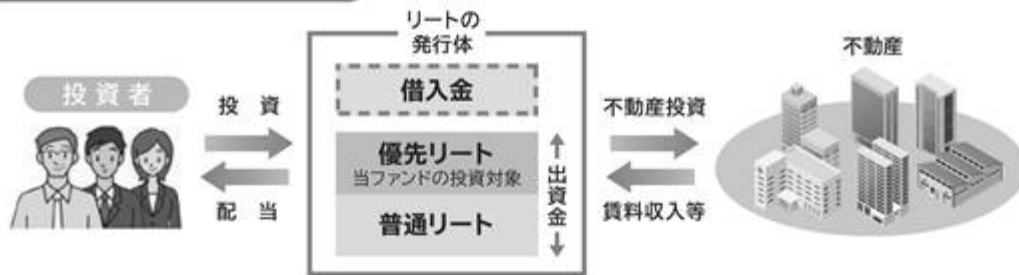 リートの
発行体
不動産
投資者
投資
借入金
不動産投資
優先リート
当ファンドの投資対象
出資金
配当
普通リート
賃料収入等